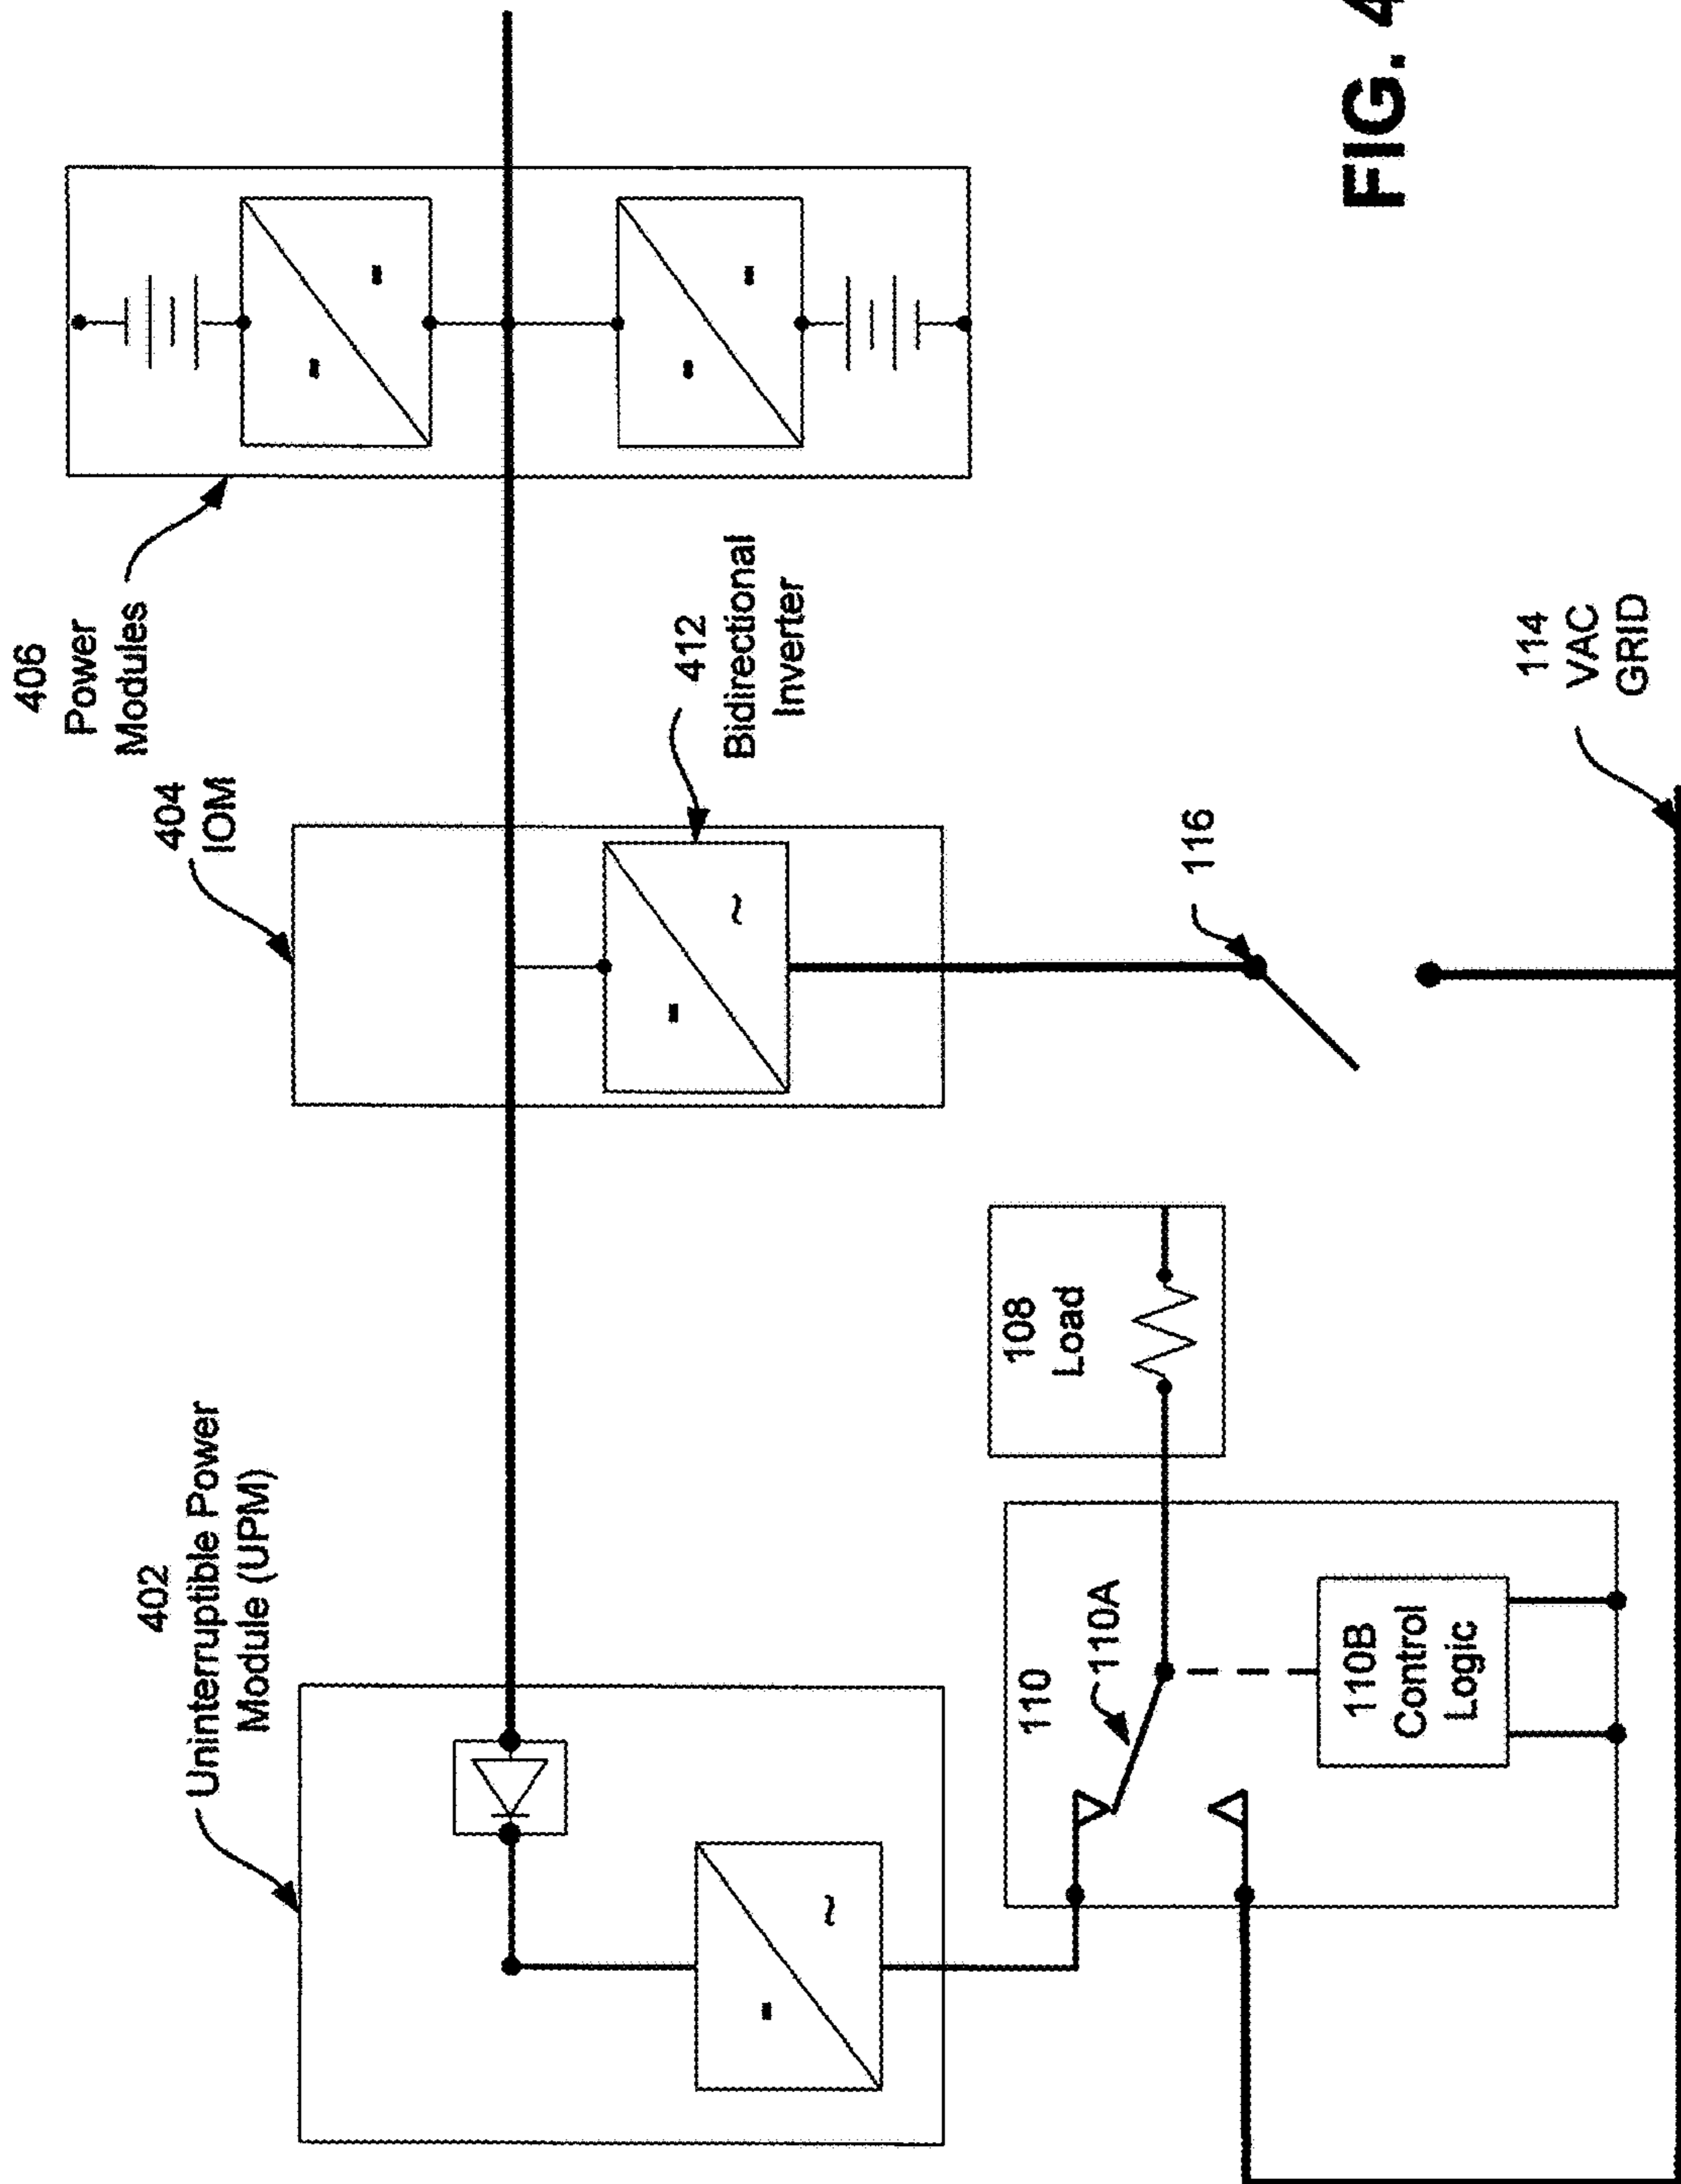 406
Power
Modules
404
IOM
412
Bidirectional
Inverter
402
Uninterruptible Power
Module (UPM)
116
114
VAC
GRID
108
Load
110
110A
110B
Control
Logic
FIG. 4